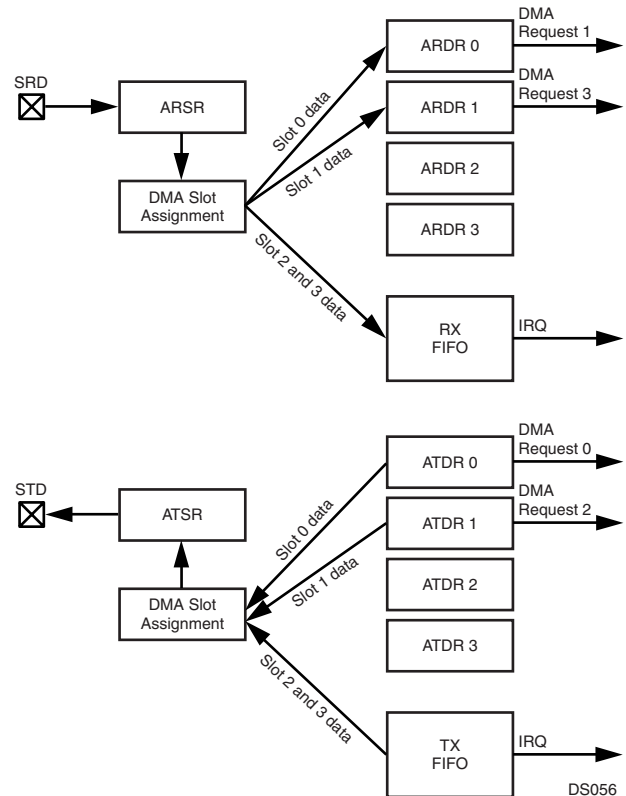 SRD
ARSR
DMA Slot
Assignment
Slot 0 data
Slot 1 data
Slot 2 and 3 data
ARDR 0
DMA
Request 1
ARDR 1
DMA
Request 3
ARDR 2
ARDR 3
RX
FIFO
IRQ
STD
ATSR
DMA Slot
Assignment
Slot 0 data
Slot 1 data
Slot 2 and 3 data
ATDR 0
DMA
Request 0
ATDR 1
DMA
Request 2
ATDR 2
ATDR 3
TX
FIFO
IRQ
DS056